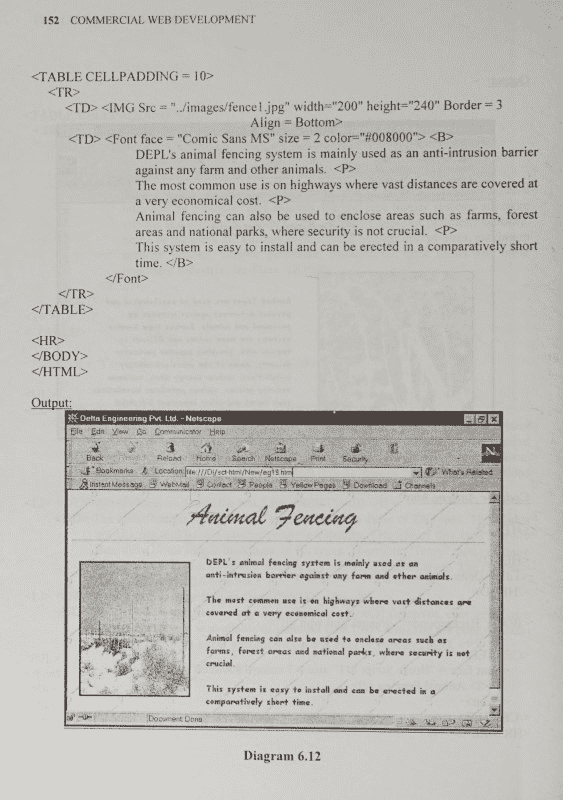 152 COMMERCIAL WEB DEVELOPMENT
<TABLE CELLPADDING = 10>
<TR>
<TD> <IMG Src = "../images/fence1.jpg" width="200" height="240" Border = 3
Align = Bottom>
<TD> <Font face = "Comic Sans MS" size = 2 color="#008000"> <B>
DEPL's animal fencing system is mainly used as an anti-intrusion barrier
against any farm and other animals. <P>
The most common use is on highways where vast distances are covered at
a very economical cost. <P>
Animal fencing can also be used to enclose areas such as farms, forest
areas and national parks, where security is not crucial. <P>
This system is easy to install and can be erected in a comparatively short
time. </B>
</Font>
</TR>
</TABLE>
<HR>
</BODY>
</HTML>
Output:
Delta Engineering Pvt. Ltd. - Netscape
File Edit View Go Communicator Help
Back Reload Home Search Netscape Print Security
Bookmarks Location: What's Related
Instant Message WebMail Contact People Yellow Pages Download Channels
Animal Fencing
DEPL's animal fencing system is mainly used as an
anti-intrusion barrier against any farm and other animals.
The most common use is on highways where vast distances are
covered at a very economical cost.
Animal fencing can also be used to enclose areas such as
farms, forest areas and national parks, where security is not
crucial.
This system is easy to install and can be erected in a
comparatively short time.
Document Done
Diagram 6.12